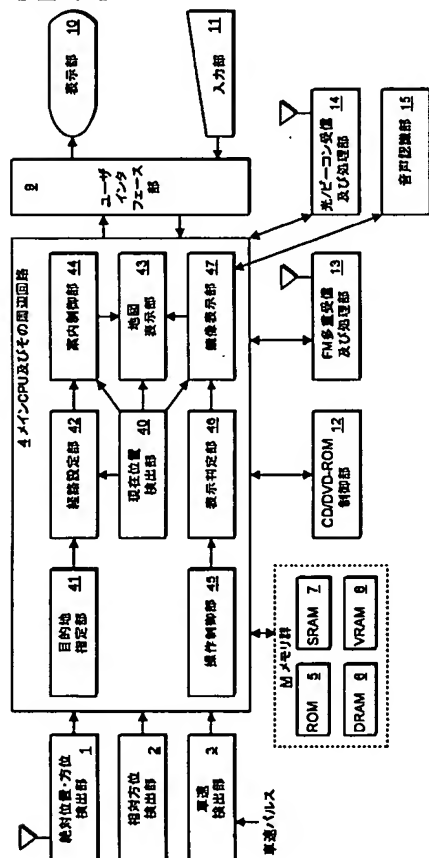 絶対位置・方位
検出部 1
相対方位
検出部 2
車速
検出部 3
車速パルス
4 メインCPU及びその周辺回路
目的地
指定部 41
経路設定部 42
案内制御部 44
現在位置
検出部 40
地図
表示部 43
操作制御部 45
表示判定部 46
鏡像表示部 47
M メモリ群
ROM 5
SRAM 7
DRAM 6
VRAM 8
CD/DVD-ROM
制御部 12
FM多重受信
及び処理部 13
光/ビーコン受信
及び処理部 14
音声認識部 15
9
ユーザ
インタ
フェース
部
表示部 10
入力部 11